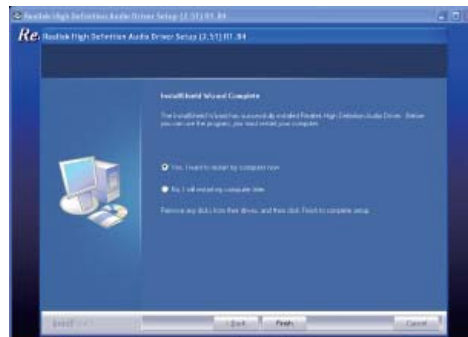 Realtek High Definition Audio Driver Setup (2.51) R1.84
Re
Realtek High Definition Audio Driver Setup (2.51) R1.84
InstallShield Wizard Complete
The InstallShield Wizard has successfully installed Realtek High Definition Audio Driver. Before
you can use the program, you must restart your computer.
Yes, I want to restart my computer now.
No, I will restart my computer later.
Remove any disks from their drives, and then click Finish to complete setup.
InstallShield
< Back
Finish
Cancel